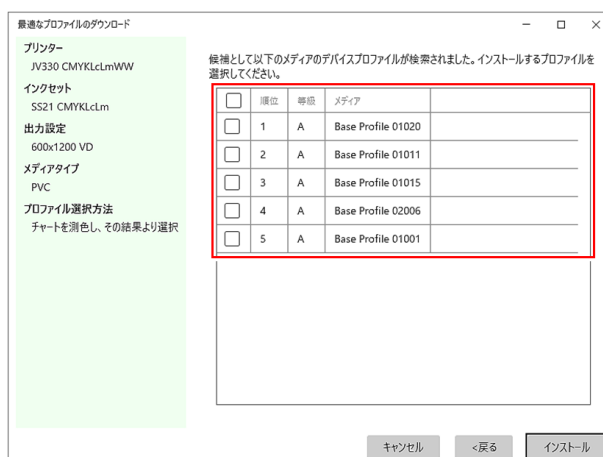 最適なプロファイルのダウンロード
プリンター
JV330 CMYKLcLmWW
インクセット
SS21 CMYKLcLm
出力設定
600x1200 VD
メディアタイプ
PVC
プロファイル選択方法
チャートを測色し、その結果より選択
候補として以下のメディアのデバイスプロファイルが検索されました。インストールするプロファイルを
選択してください。
順位 等級 メディア
1 A Base Profile 01020
2 A Base Profile 01011
3 A Base Profile 01015
4 A Base Profile 02006
5 A Base Profile 01001
キャンセル <戻る インストール